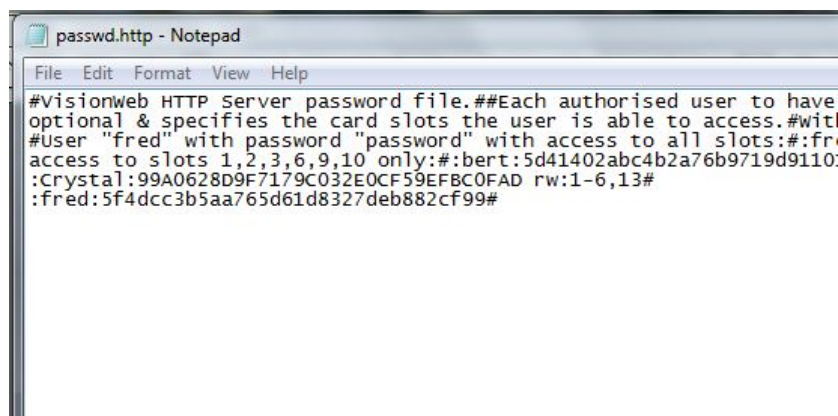 passwd.http - Notepad
File Edit Format View Help
#VisionWeb HTTP Server password file.##Each authorised user to have
optional & specifies the card slots the user is able to access.#with
#User "fred" with password "password" with access to all slots:#:fre
access to slots 1,2,3,6,9,10 only:#:bert:5d41402abc4b2a76b9719d91101
:Crystal:99A0628D9F7179C032E0CF59EFBC0FAD rw:1-6,13#
:fred:5f4dcc3b5aa765d61d8327deb882cf99#